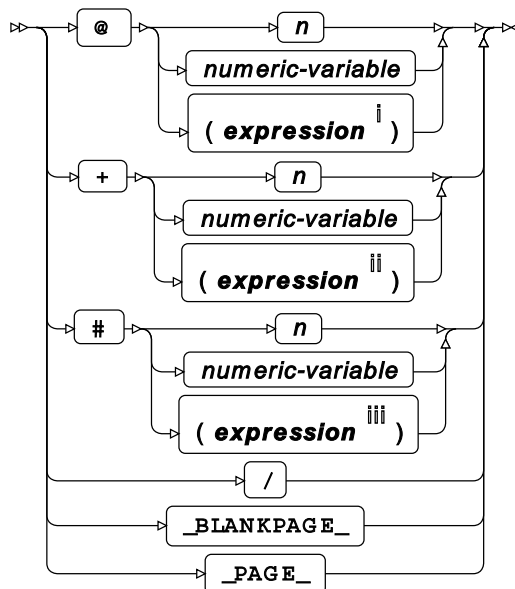 @ n
numeric-variable
( expression i )
+ n
numeric-variable
( expression ii )
# n
numeric-variable
( expression iii )
/
_BLANKPAGE_
_PAGE_